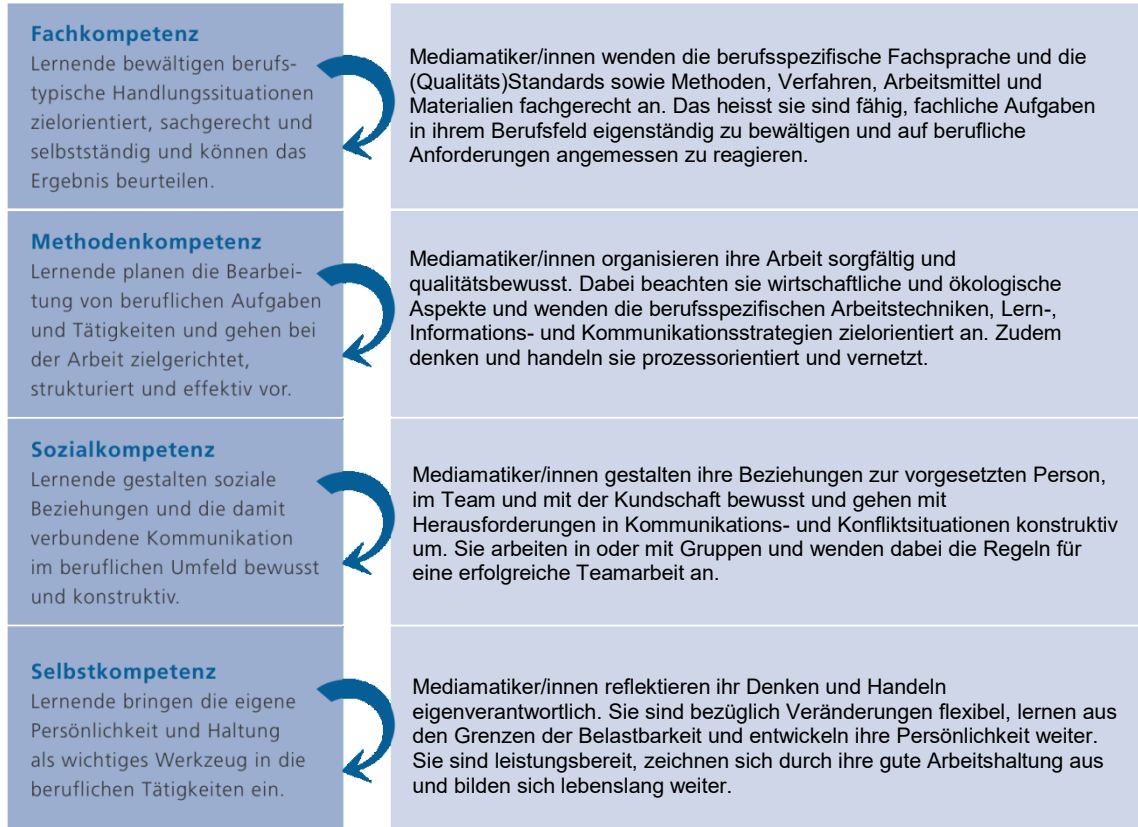 Fachkompetenz
Lernende bewältigen berufs-
typische Handlungssituationen
zielorientiert, sachgerecht und
selbstständig und können das
Ergebnis beurteilen.
Mediamatiker/innen wenden die berufsspezifische Fachsprache und die
(Qualitäts)Standards sowie Methoden, Verfahren, Arbeitsmittel und
Materialien fachgerecht an. Das heisst sie sind fähig, fachliche Aufgaben
in ihrem Berufsfeld eigenständig zu bewältigen und auf berufliche
Anforderungen angemessen zu reagieren.
Methodenkompetenz
Lernende planen die Bearbei-
tung von beruflichen Aufgaben
und Tätigkeiten und gehen bei
der Arbeit zielgerichtet,
strukturiert und effektiv vor.
Mediamatiker/innen organisieren ihre Arbeit sorgfältig und
qualitätsbewusst. Dabei beachten sie wirtschaftliche und ökologische
Aspekte und wenden die berufsspezifischen Arbeitstechniken, Lern-,
Informations- und Kommunikationsstrategien zielorientiert an. Zudem
denken und handeln sie prozessorientiert und vernetzt.
Sozialkompetenz
Lernende gestalten soziale
Beziehungen und die damit
verbundene Kommunikation
im beruflichen Umfeld bewusst
und konstruktiv.
Mediamatiker/innen gestalten ihre Beziehungen zur vorgesetzten Person,
im Team und mit der Kundschaft bewusst und gehen mit
Herausforderungen in Kommunikations- und Konfliktsituationen konstruktiv
um. Sie arbeiten in oder mit Gruppen und wenden dabei die Regeln für
eine erfolgreiche Teamarbeit an.
Selbstkompetenz
Lernende bringen die eigene
Persönlichkeit und Haltung
als wichtiges Werkzeug in die
beruflichen Tätigkeiten ein.
Mediamatiker/innen reflektieren ihr Denken und Handeln
eigenverantwortlich. Sie sind bezüglich Veränderungen flexibel, lernen aus
den Grenzen der Belastbarkeit und entwickeln ihre Persönlichkeit weiter.
Sie sind leistungsbereit, zeichnen sich durch ihre gute Arbeitshaltung aus
und bilden sich lebenslang weiter.